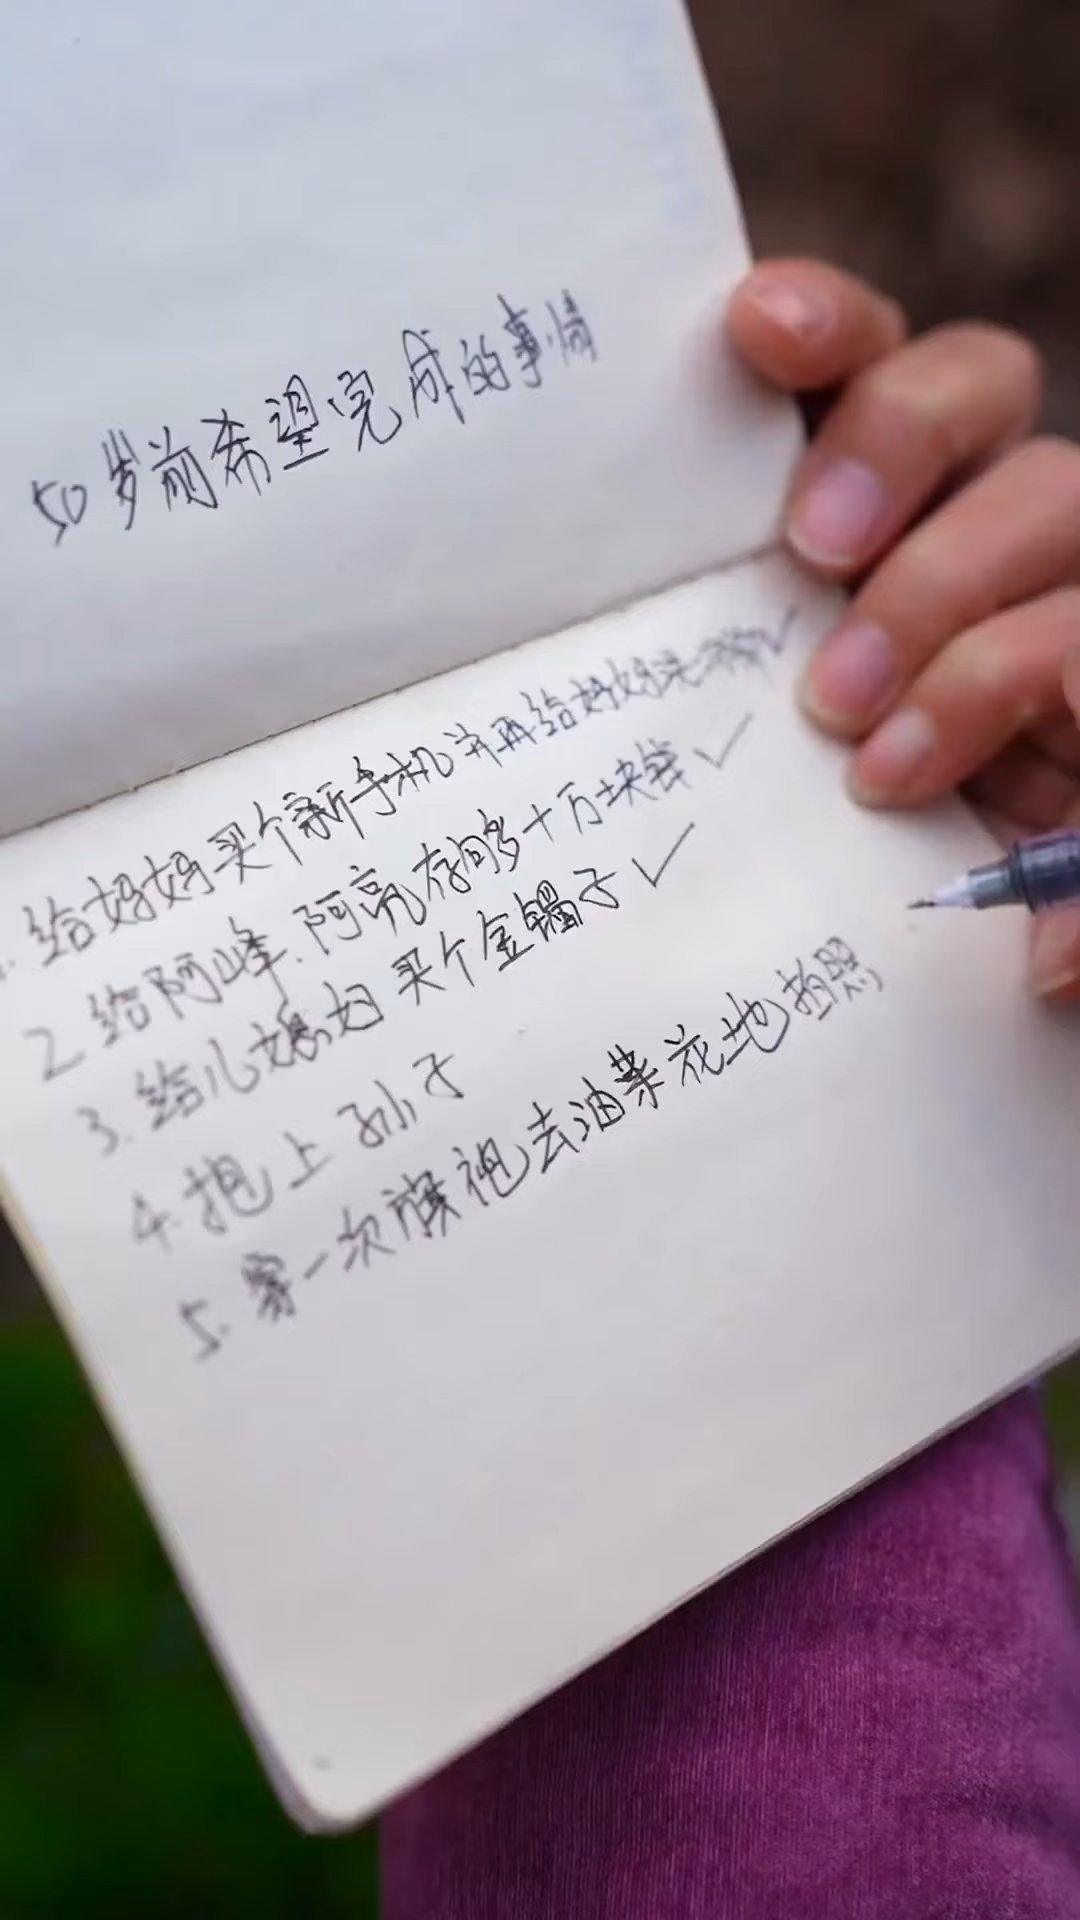 50岁前希望完成的事情
1. 给妈妈买个新手机并再给妈妈洗
2 给阿峰.阿亮存够十万块钱✓
3. 给儿媳妇买个金镯子✓
4. 抱上孙子
5. 穿一次旗袍去油菜花地拍照